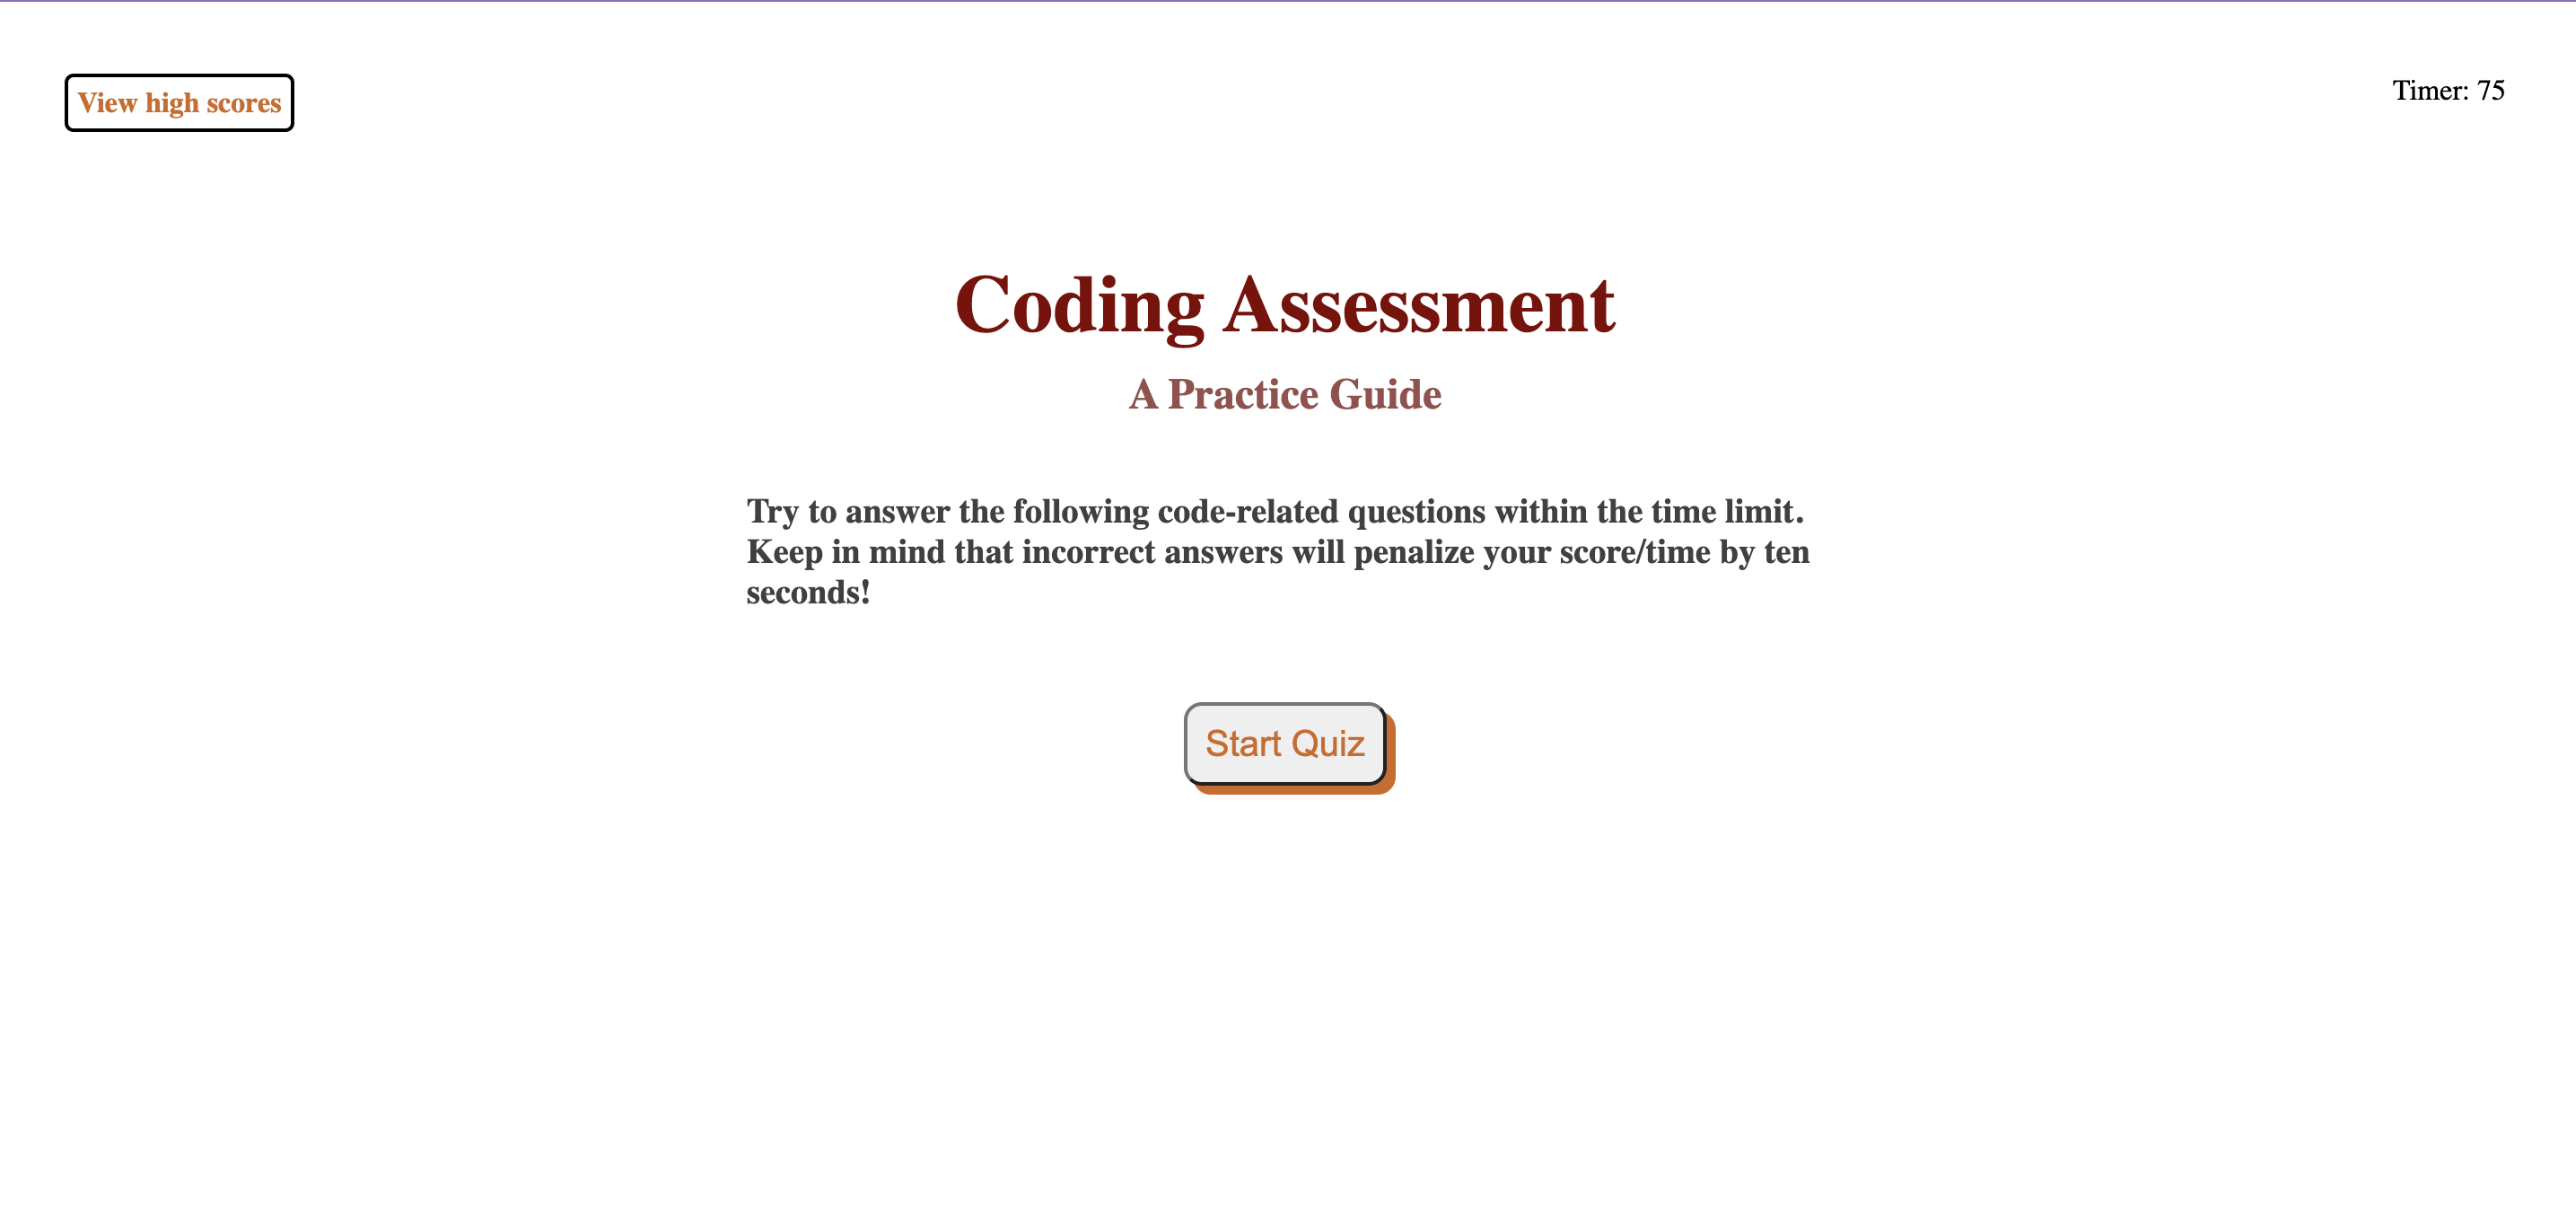 View high scores
Timer: 75
Coding Assessment
A Practice Guide
Try to answer the following code-related questions within the time limit.
Keep in mind that incorrect answers will penalize your score/time by ten
seconds!
Start Quiz